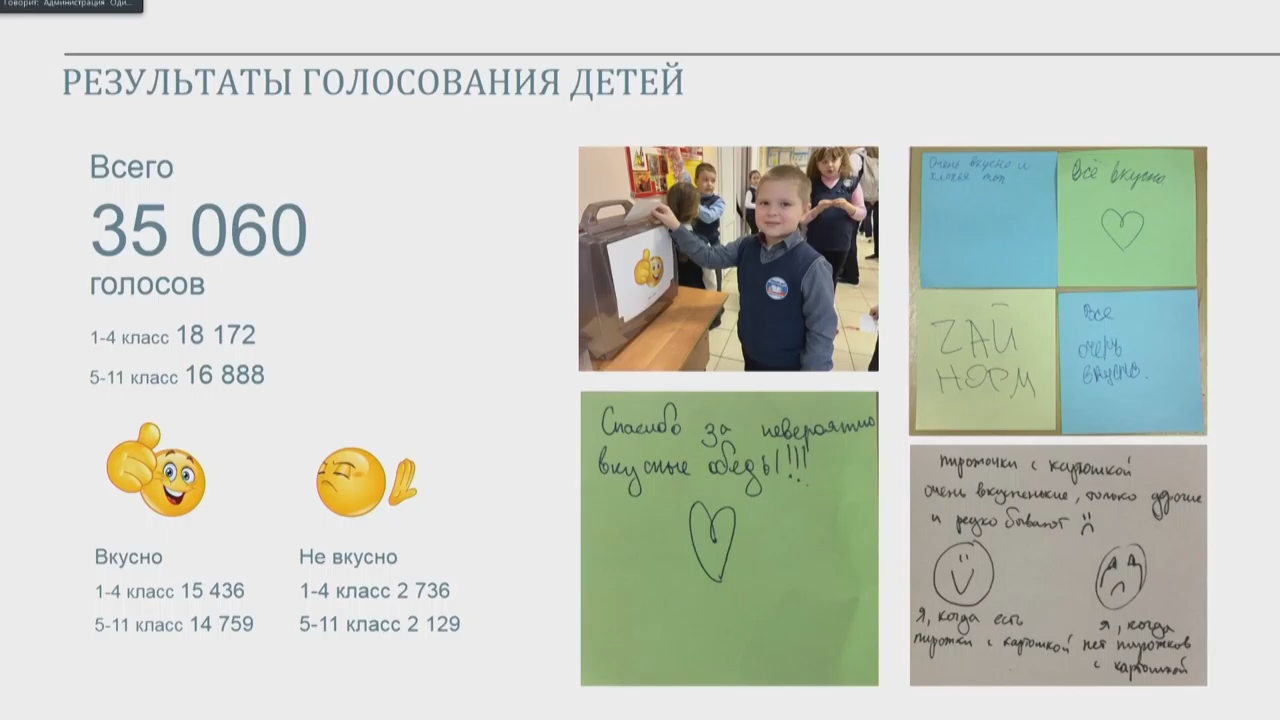 Говорит: Администрация Оди...
РЕЗУЛЬТАТЫ ГОЛОСОВАНИЯ ДЕТЕЙ
Всего
35 060
голосов
1-4 класс 18 172
5-11 класс 16 888
Вкусно
1-4 класс 15 436
5-11 класс 14 759
Не вкусно
1-4 класс 2 736
5-11 класс 2 129
Спасибо за невероятно
вкусные обеды!!!
Очень вкусно и
топ
Всё вкусно
ZАЙ
НОРМ
Все
очень
вкусно.
пирожочки с картошкой
очень вкусненькие, только дорогие
и редко бывают
Я, когда есть
пирожки с картошкой
я, когда
нет пирожков
с картошкой